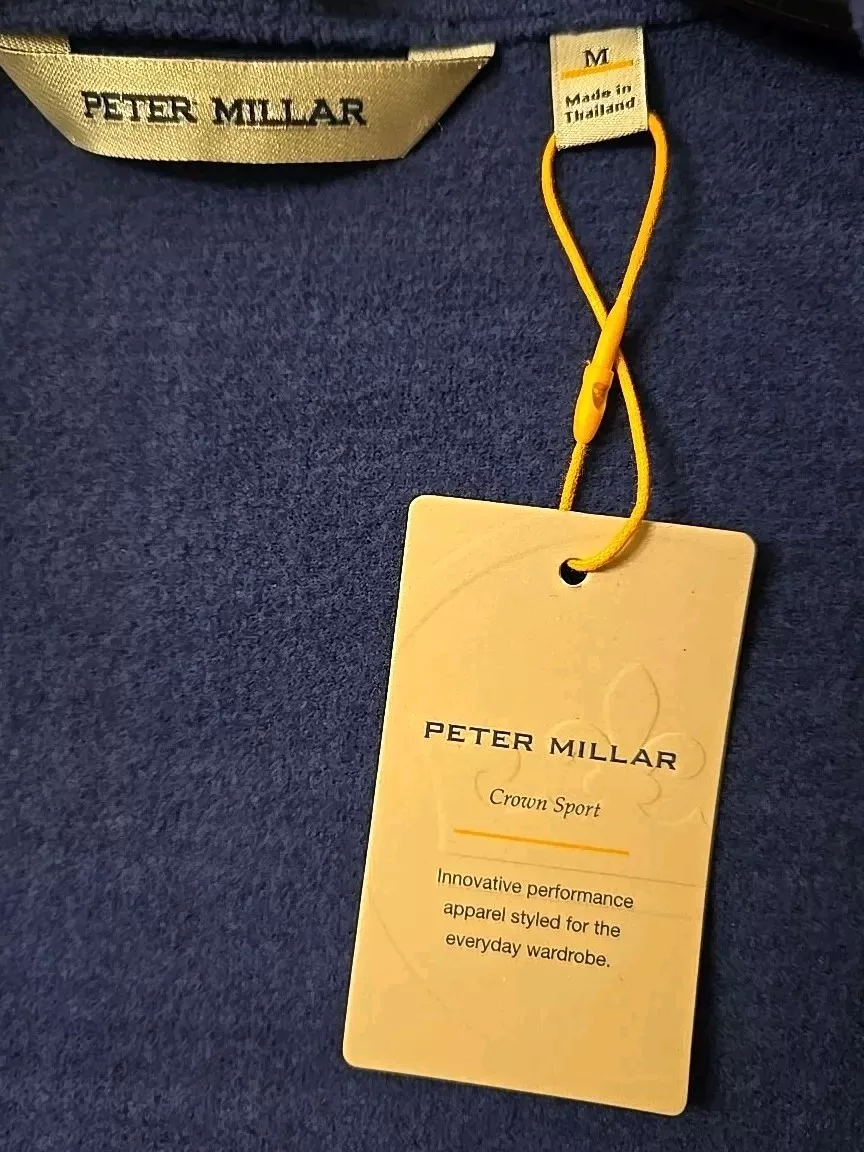 PETER MILLAR
M
Made in
Thailand
PETER MILLAR
Crown Sport
Innovative performance
apparel styled for the
everyday wardrobe.